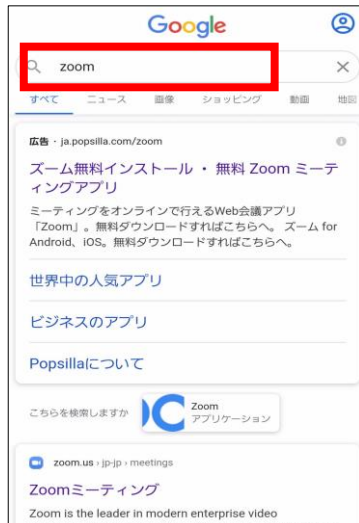 Google
zoom
すべて ニュース 画像 ショッピング 動画 地図
広告・ja.popsilla.com/zoom
ズーム無料インストール ・ 無料 Zoom ミーテ
ィングアプリ
ミーティングをオンラインで行えるWeb会議アプリ
「Zoom」。無料ダウンロードすればこちらへ。 ズーム for
Android、iOS。無料ダウンロードすればこちらへ。
世界中の人気アプリ
ビジネスのアプリ
Popsillaについて
こちらを検索しますか
Zoom
アプリケーション
zoom.us › jp-jp › meetings
Zoomミーティング
Zoom is the leader in modern enterprise video